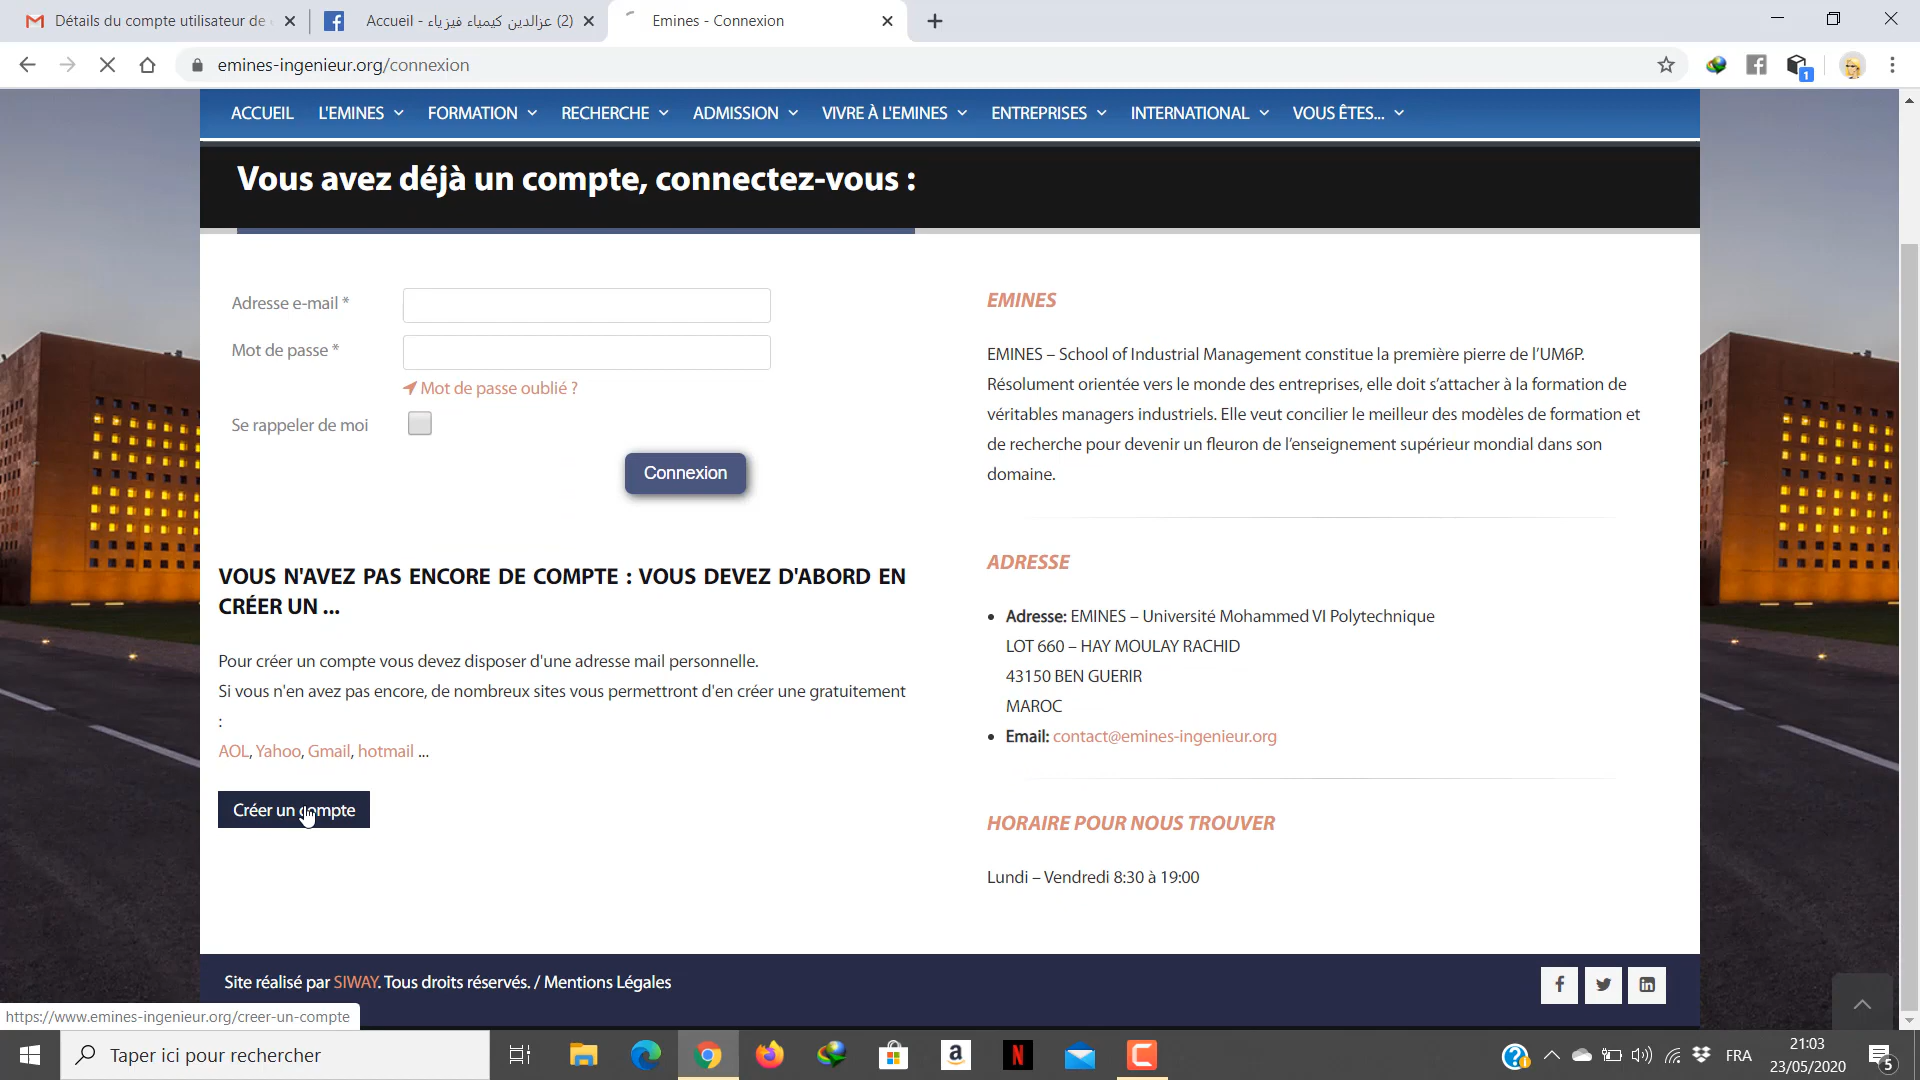 Détails du compte utilisateur de
(2) عزالدين كيمياء فيزياء - Accueil
Emines - Connexion
emines-ingenieur.org/connexion
1
ACCUEIL L'EMINES FORMATION RECHERCHE ADMISSION VIVRE À L'EMINES ENTREPRISES INTERNATIONAL VOUS ÊTES...
Vous avez déjà un compte, connectez-vous :
Adresse e-mail *
Mot de passe *
Mot de passe oublié ?
Se rappeler de moi
Connexion
VOUS N'AVEZ PAS ENCORE DE COMPTE : VOUS DEVEZ D'ABORD EN
CRÉER UN ...
Pour créer un compte vous devez disposer d'une adresse mail personnelle.
Si vous n'en avez pas encore, de nombreux sites vous permettront d'en créer une gratuitement
:
AOL, Yahoo, Gmail, hotmail ...
Créer un compte
EMINES
EMINES – School of Industrial Management constitue la première pierre de l'UM6P.
Résolument orientée vers le monde des entreprises, elle doit s'attacher à la formation de
véritables managers industriels. Elle veut concilier le meilleur des modèles de formation et
de recherche pour devenir un fleuron de l'enseignement supérieur mondial dans son
domaine.
ADRESSE
Adresse: EMINES – Université Mohammed VI Polytechnique
LOT 660 – HAY MOULAY RACHID
43150 BEN GUERIR
MAROC
Email: contact@emines-ingenieur.org
HORAIRE POUR NOUS TROUVER
Lundi – Vendredi 8:30 à 19:00
Site réalisé par SIWAY. Tous droits réservés. / Mentions Légales
https://www.emines-ingenieur.org/creer-un-compte
Taper ici pour rechercher
FRA
21:03
23/05/2020
5